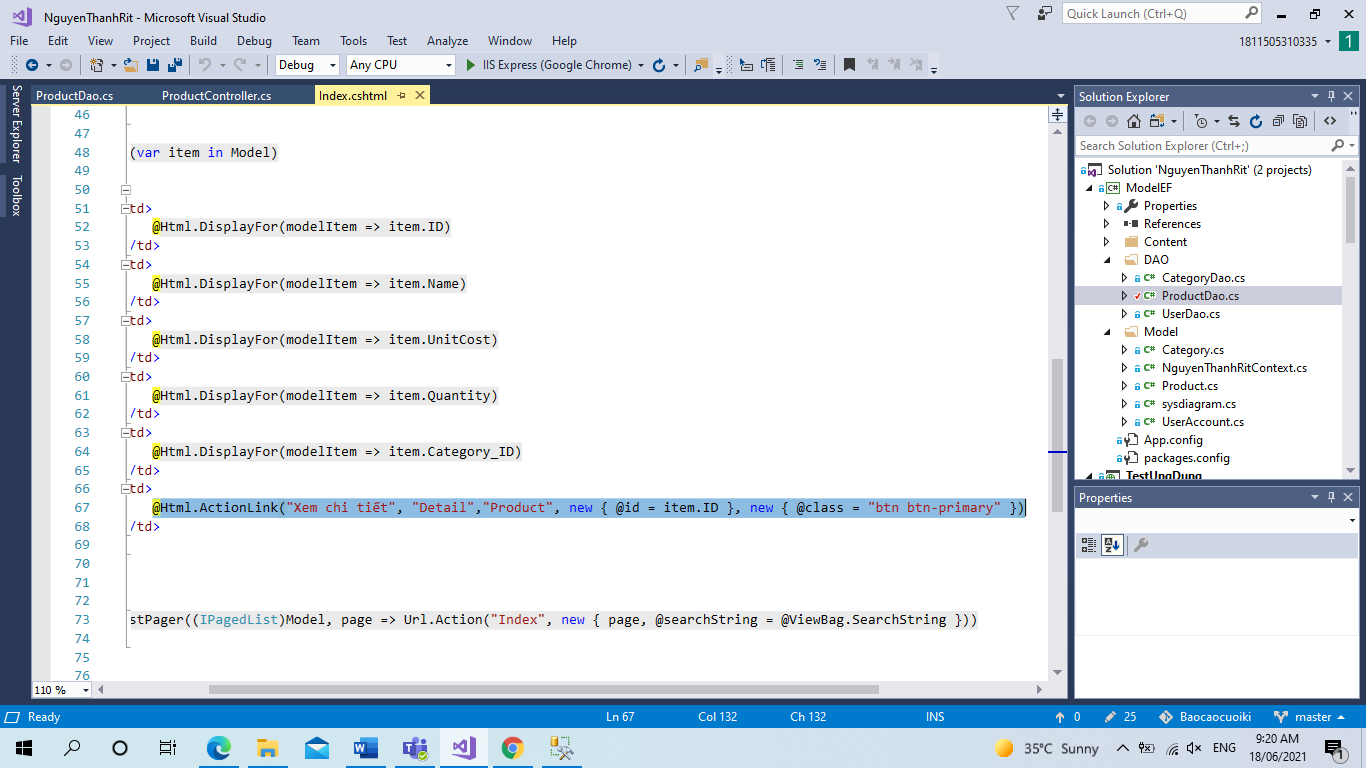 NguyenThanhRit - Microsoft Visual Studio
Quick Launch (Ctrl+Q)
File Edit View Project Build Debug Team Tools Test Analyze Window Help
1811505310335
1
Debug Any CPU IIS Express (Google Chrome)
Server Explorer
Toolbox
ProductDao.cs ProductController.cs Index.cshtml
46
47
48 (var item in Model)
49
50
51 td>
52 @Html.DisplayFor(modelItem => item.ID)
53 /td>
54 td>
55 @Html.DisplayFor(modelItem => item.Name)
56 /td>
57 td>
58 @Html.DisplayFor(modelItem => item.UnitCost)
59 /td>
60 td>
61 @Html.DisplayFor(modelItem => item.Quantity)
62 /td>
63 td>
64 @Html.DisplayFor(modelItem => item.Category_ID)
65 /td>
66 td>
67 @Html.ActionLink("Xem chi tiết", "Detail","Product", new { @id = item.ID }, new { @class = "btn btn-primary" })
68 /td>
69
70
71
72
73 stPager((IPagedList)Model, page => Url.Action("Index", new { page, @searchString = @ViewBag.SearchString }))
74
75
76
110 %
Solution Explorer
Search Solution Explorer (Ctrl+;)
Solution 'NguyenThanhRit' (2 projects)
C# ModelEF
Properties
References
Content
DAO
C# CategoryDao.cs
C# ProductDao.cs
C# UserDao.cs
Model
C# Category.cs
C# NguyenThanhRitContext.cs
C# Product.cs
C# sysdiagram.cs
C# UserAccount.cs
App.config
packages.config
TestUngDung
Properties
Ready Ln 67 Col 132 Ch 132 INS 0 25 Baocaocuoiki master
35°C Sunny ENG
9:20 AM
18/06/2021
1